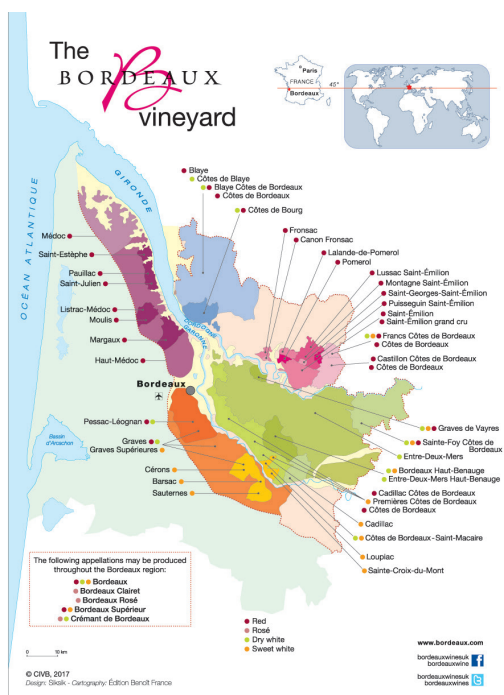 The
BORDEAUX
vineyard
Paris
FRANCE
Bordeaux
45°
OCÉAN ATLANTIQUE
GIRONDE
DORDOGNE
GARONNE
Blaye
Côtes de Blaye
Blaye Côtes de Bordeaux
Côtes de Bordeaux
Côtes de Bourg
Fronsac
Canon Fronsac
Lalande-de-Pomerol
Pomerol
Lussac Saint-Émilion
Montagne Saint-Émilion
Saint-Georges-Saint-Émilion
Puisseguin Saint-Émilion
Saint-Émilion
Saint-Émilion grand cru
Francs Côtes de Bordeaux
Côtes de Bordeaux
Castillon Côtes de Bordeaux
Côtes de Bordeaux
Médoc
Saint-Estèphe
Pauillac
Saint-Julien
Listrac-Médoc
Moulis
Margaux
Haut-Médoc
Bordeaux
Pessac-Léognan
Graves
Graves Supérieures
Cérons
Barsac
Sauternes
Bassin
d'Arcachon
Graves de Vayres
Sainte-Foy Côtes de
Bordeaux
Entre-Deux-Mers
Bordeaux Haut-Benauge
Entre-Deux-Mers Haut-Benauge
Cadillac Côtes de Bordeaux
Premières Côtes de Bordeaux
Côtes de Bordeaux
Cadillac
Côtes de Bordeaux-Saint-Macaire
Loupiac
Sainte-Croix-du-Mont
The following appellations may be produced
throughout the Bordeaux region:
Bordeaux
Bordeaux Clairet
Bordeaux Rosé
Bordeaux Supérieur
Crémant de Bordeaux
Red
Rosé
Dry white
Sweet white
0 10 km
© CIVB, 2017
Design: Siksik - Cartography: Édition Benoît France
www.bordeaux.com
bordeauxwinesuk
bordeauxwine
bordeauxwinesuk
bordeauxwines